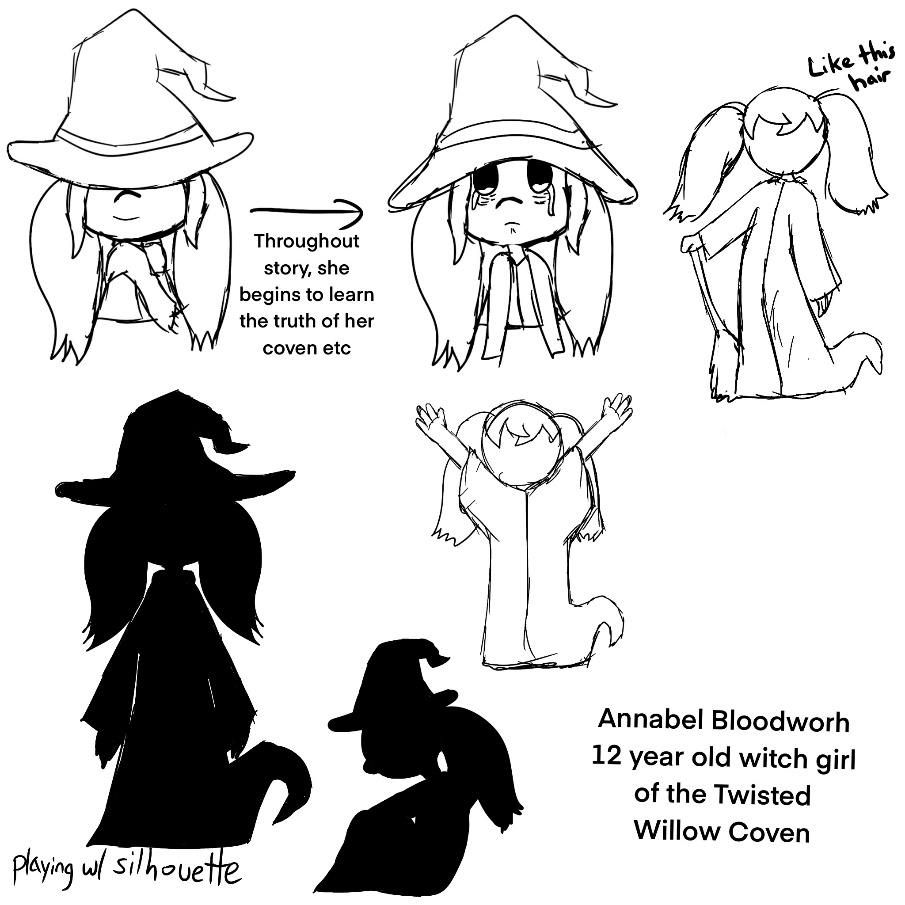 Like this
hair
Throughout
story, she
begins to learn
the truth of her
coven etc
Annabel Bloodworh
12 year old witch girl
of the Twisted
Willow Coven
playing w/ silhouette